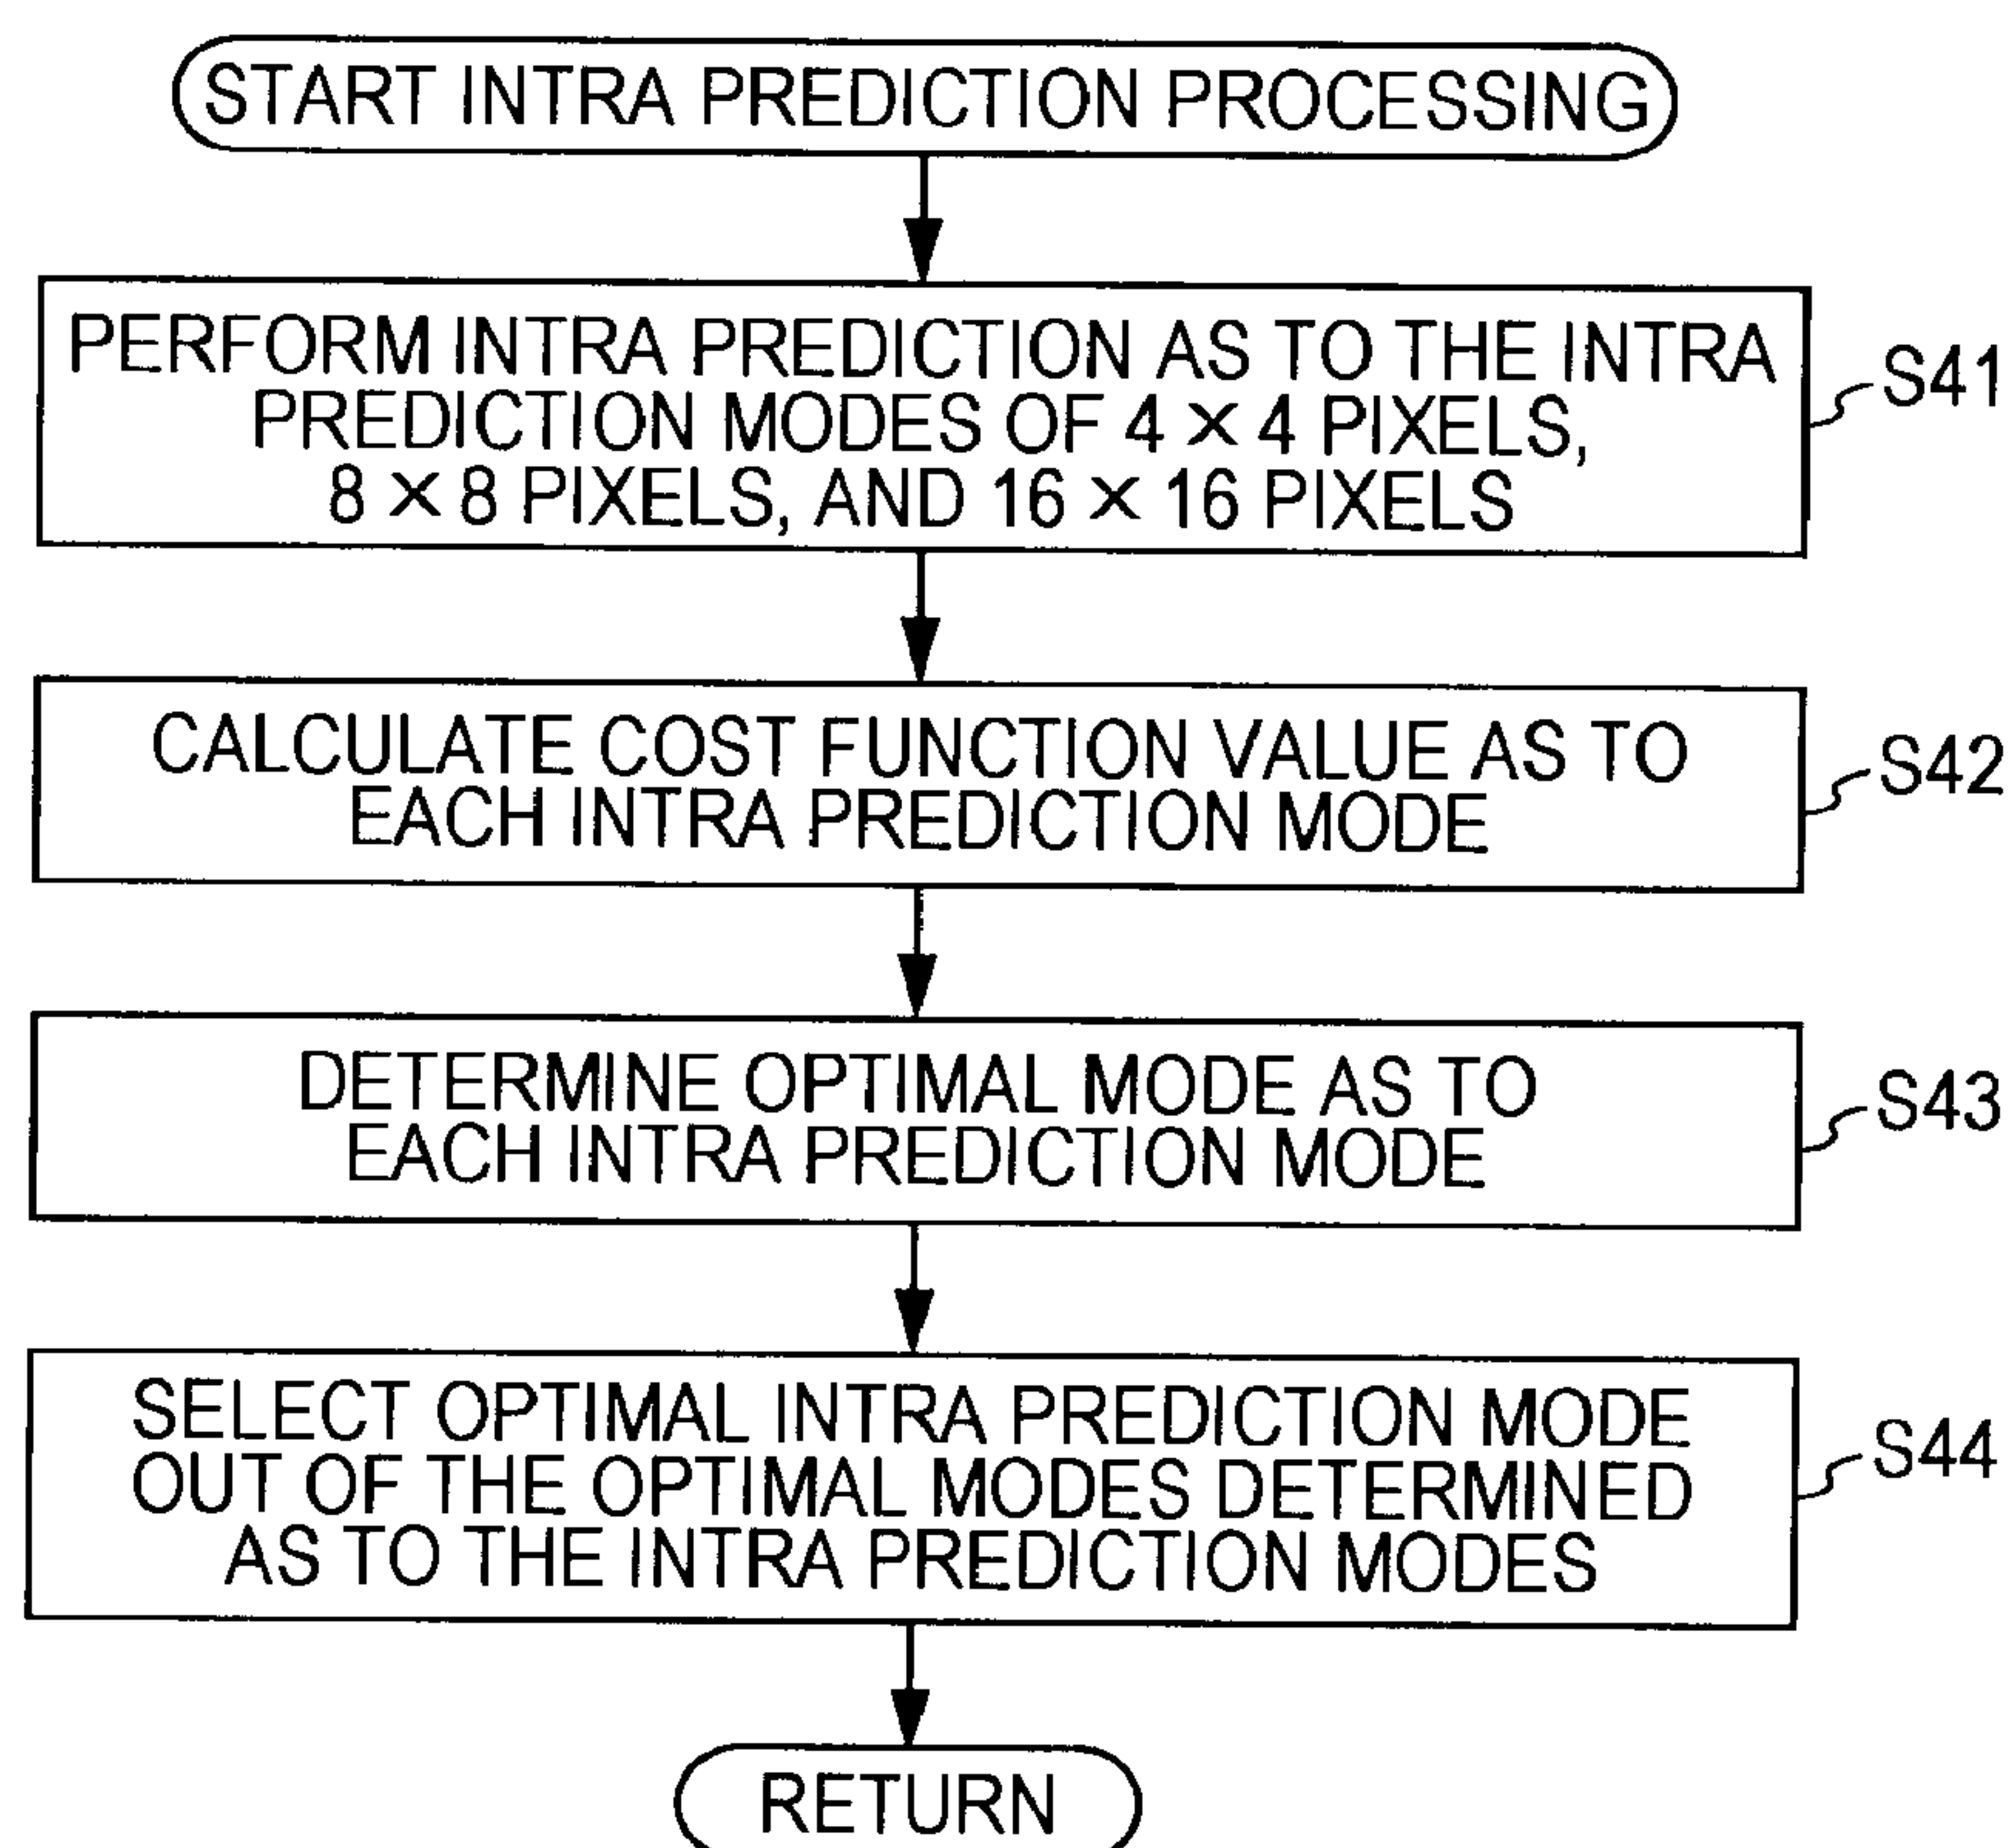 START INTRA PREDICTION PROCESSING
PERFORM INTRA PREDICTION AS TO THE INTRA
PREDICTION MODES OF 4 × 4 PIXELS,
8 × 8 PIXELS, AND 16 × 16 PIXELS
S41
CALCULATE COST FUNCTION VALUE AS TO
EACH INTRA PREDICTION MODE
S42
DETERMINE OPTIMAL MODE AS TO
EACH INTRA PREDICTION MODE
S43
SELECT OPTIMAL INTRA PREDICTION MODE
OUT OF THE OPTIMAL MODES DETERMINED
AS TO THE INTRA PREDICTION MODES
S44
RETURN